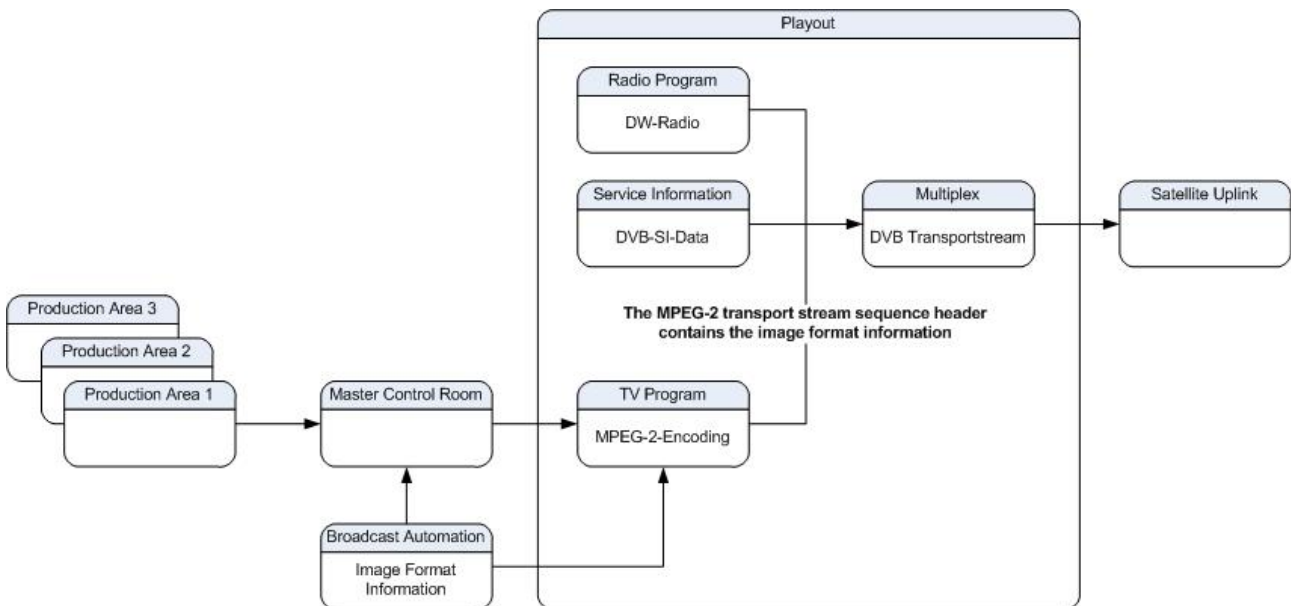 Playout
Radio Program
DW-Radio
Service Information
DVB-SI-Data
Multiplex
DVB Transportstream
Satellite Uplink
The MPEG-2 transport stream sequence header
contains the image format information
Production Area 3
Production Area 2
Production Area 1
Master Control Room
TV Program
MPEG-2-Encoding
Broadcast Automation
Image Format
Information